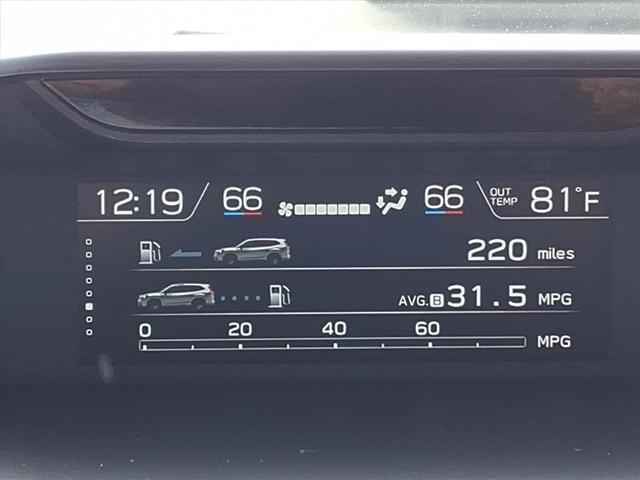 12:19 66 66 OUT TEMP 81°F
220 miles
AVG. B 31.5 MPG
0 20 40 60
MPG